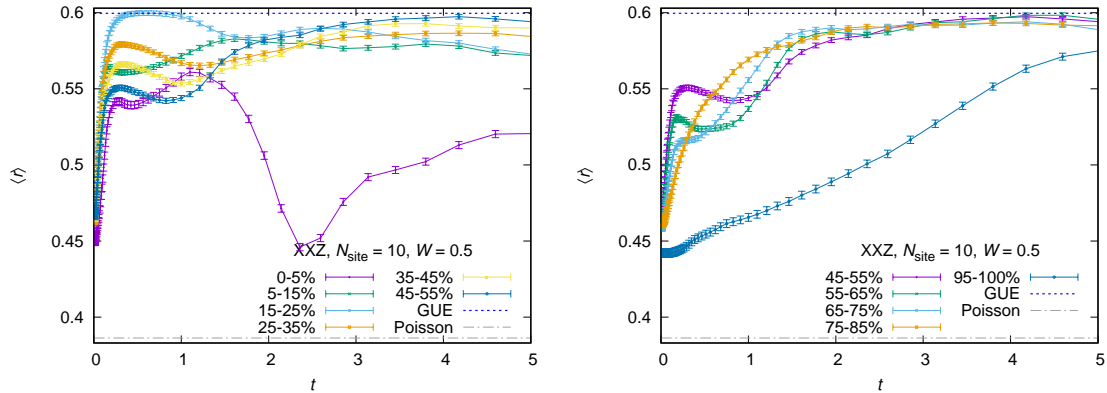 0.6
0.55
0.5
0.45
0.4
⟨r⟩
XXZ, N_site = 10, W = 0.5
0-5%
5-15%
15-25%
25-35%
35-45%
45-55%
GUE
Poisson
0 1 2 3 4 5
t
0.6
0.55
0.5
0.45
0.4
⟨r⟩
XXZ, N_site = 10, W = 0.5
45-55%
55-65%
65-75%
75-85%
95-100%
GUE
Poisson
0 1 2 3 4 5
t